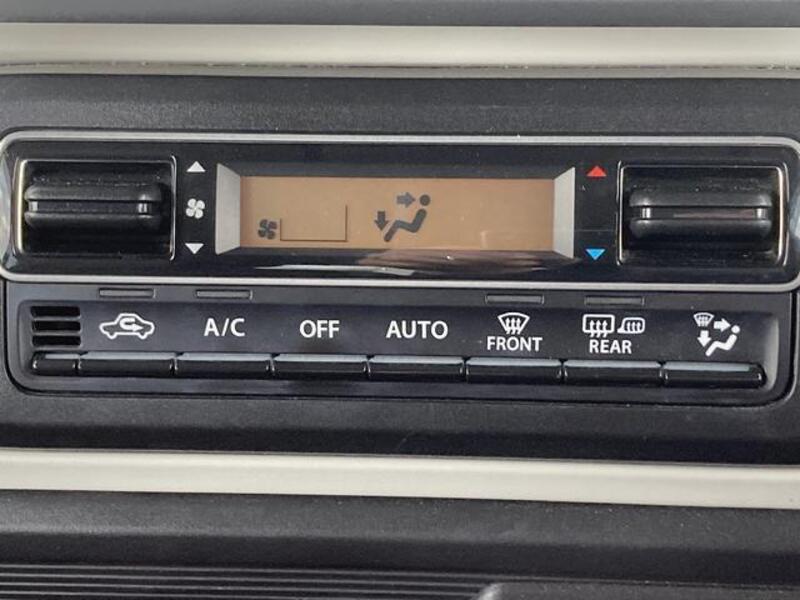 A/C OFF AUTO FRONT REAR